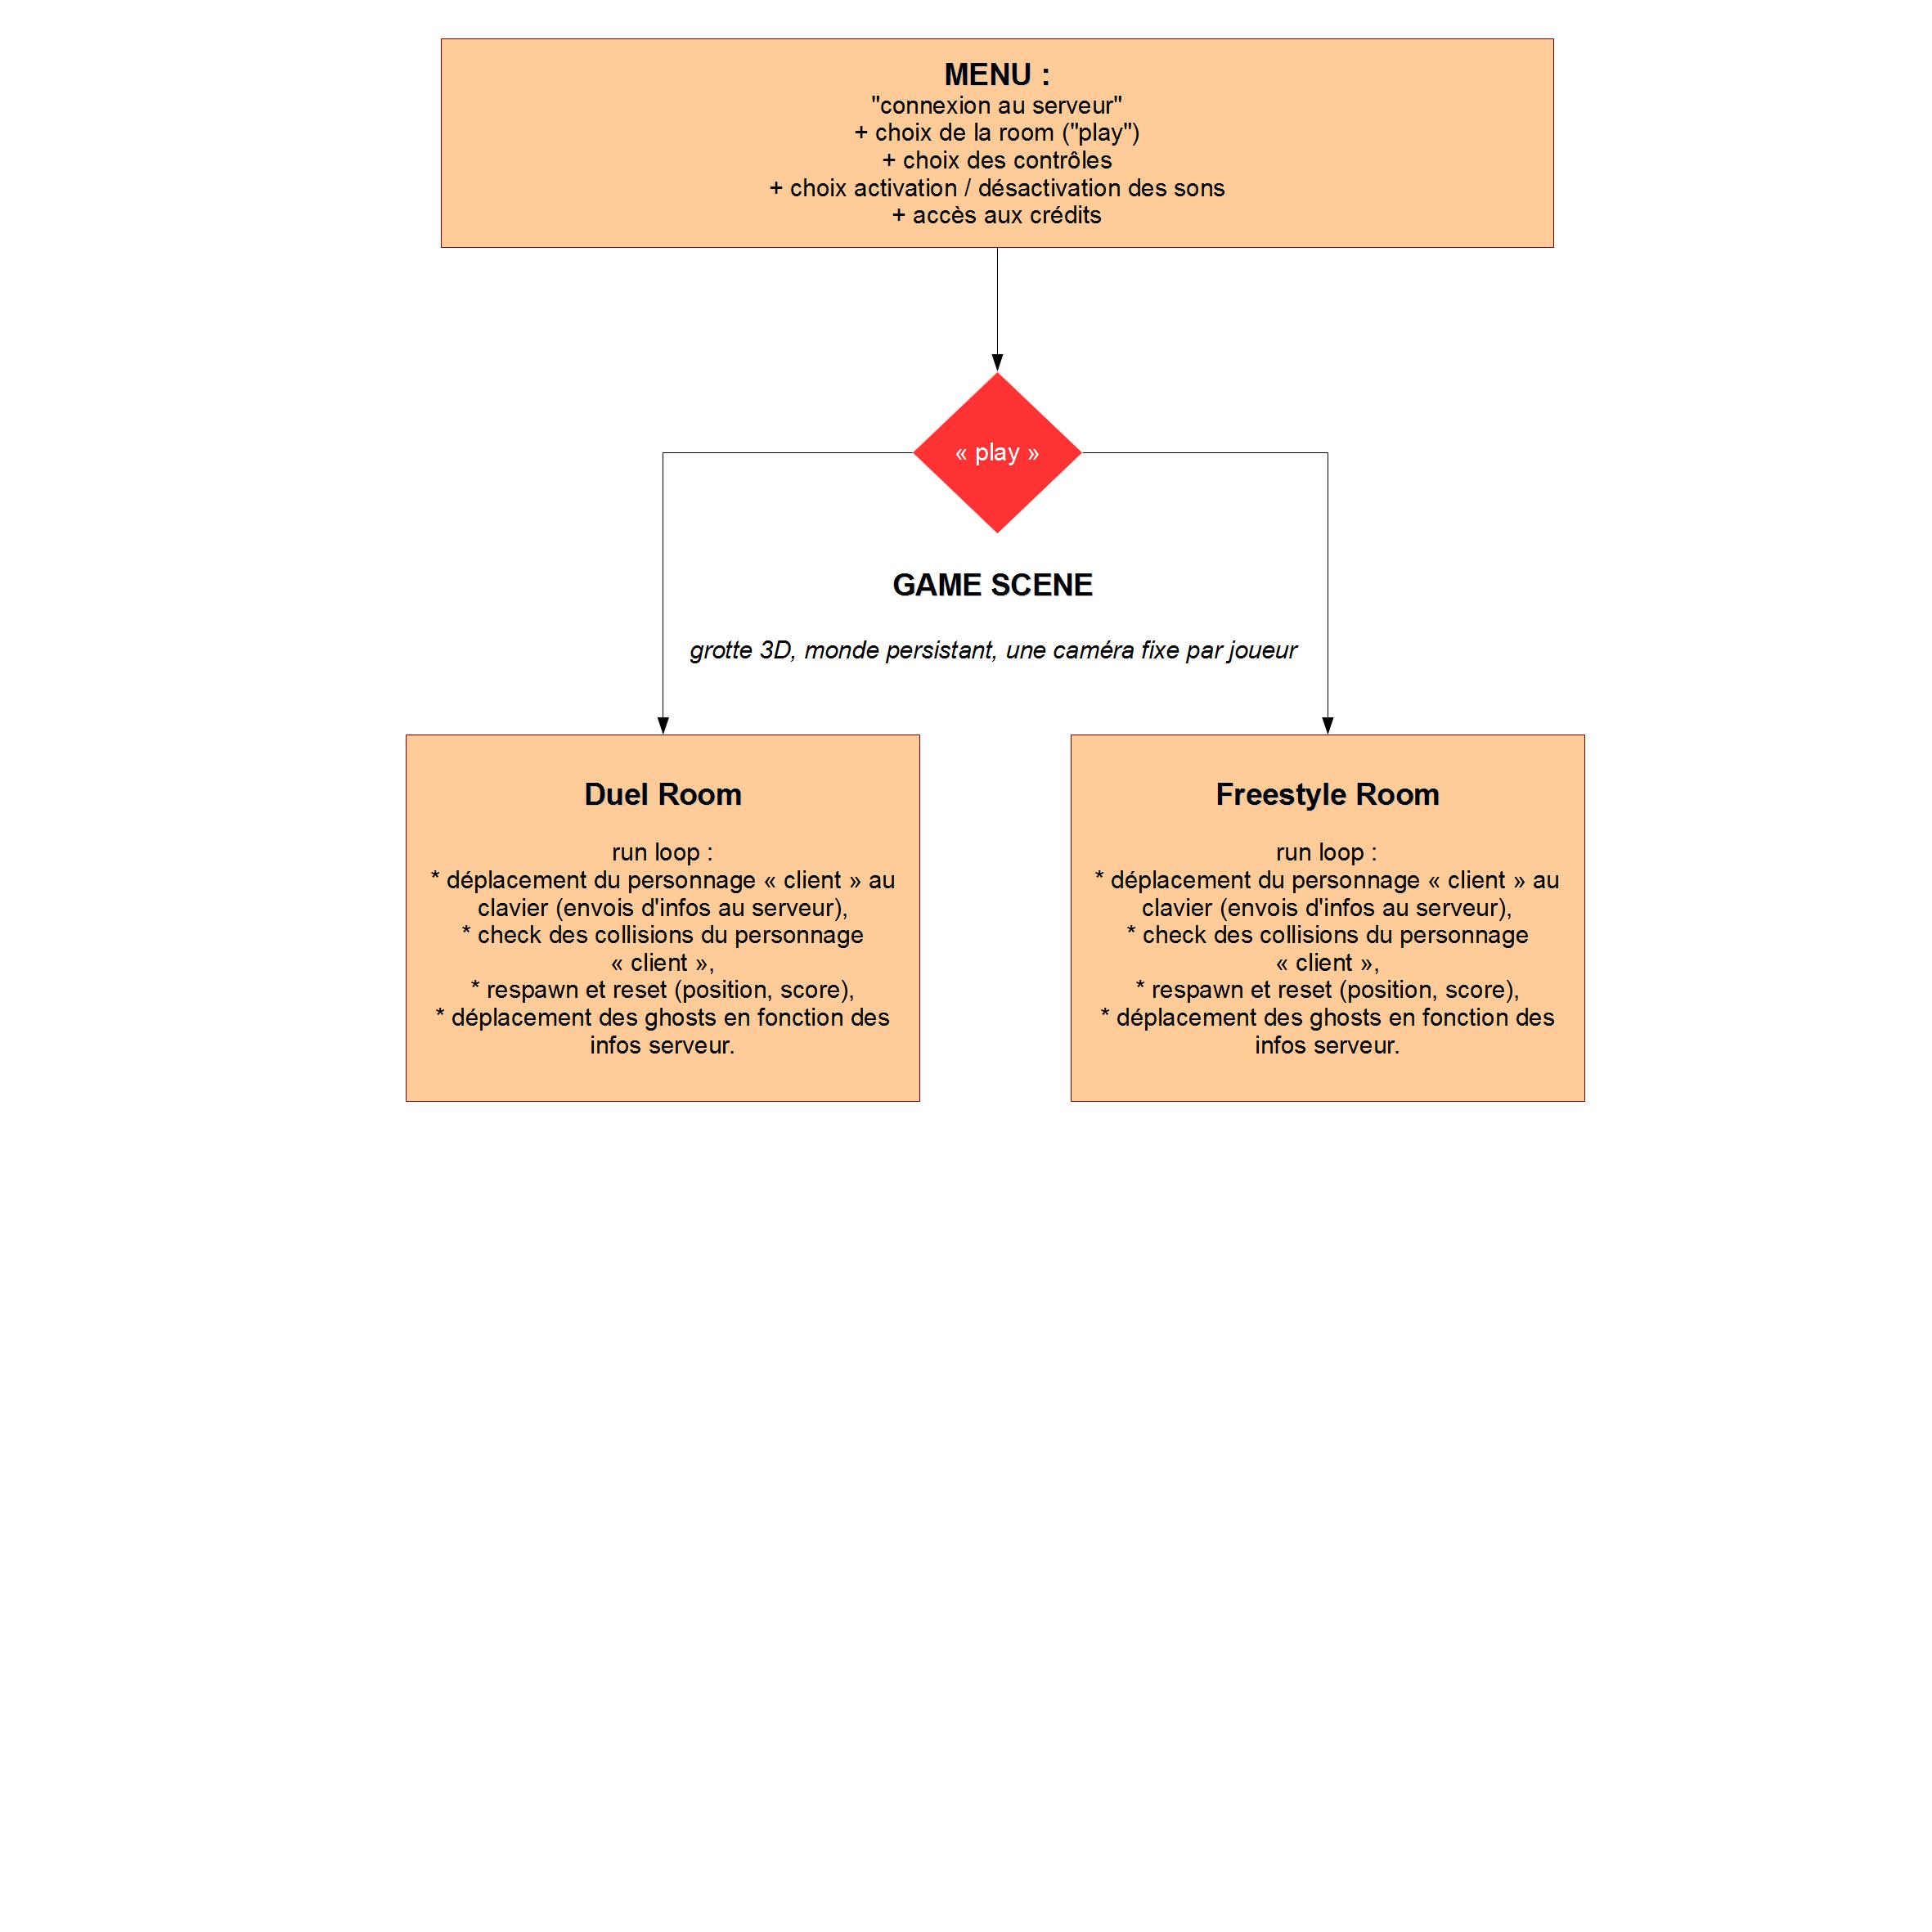 MENU :
"connexion au serveur"
+ choix de la room ("play")
+ choix des contrôles
+ choix activation / désactivation des sons
+ accès aux crédits
« play »
GAME SCENE
grotte 3D, monde persistant, une caméra fixe par joueur
Duel Room
run loop :
* déplacement du personnage « client » au
clavier (envois d'infos au serveur),
* check des collisions du personnage
« client »,
* respawn et reset (position, score),
* déplacement des ghosts en fonction des
infos serveur.
Freestyle Room
run loop :
* déplacement du personnage « client » au
clavier (envois d'infos au serveur),
* check des collisions du personnage
« client »,
* respawn et reset (position, score),
* déplacement des ghosts en fonction des
infos serveur.